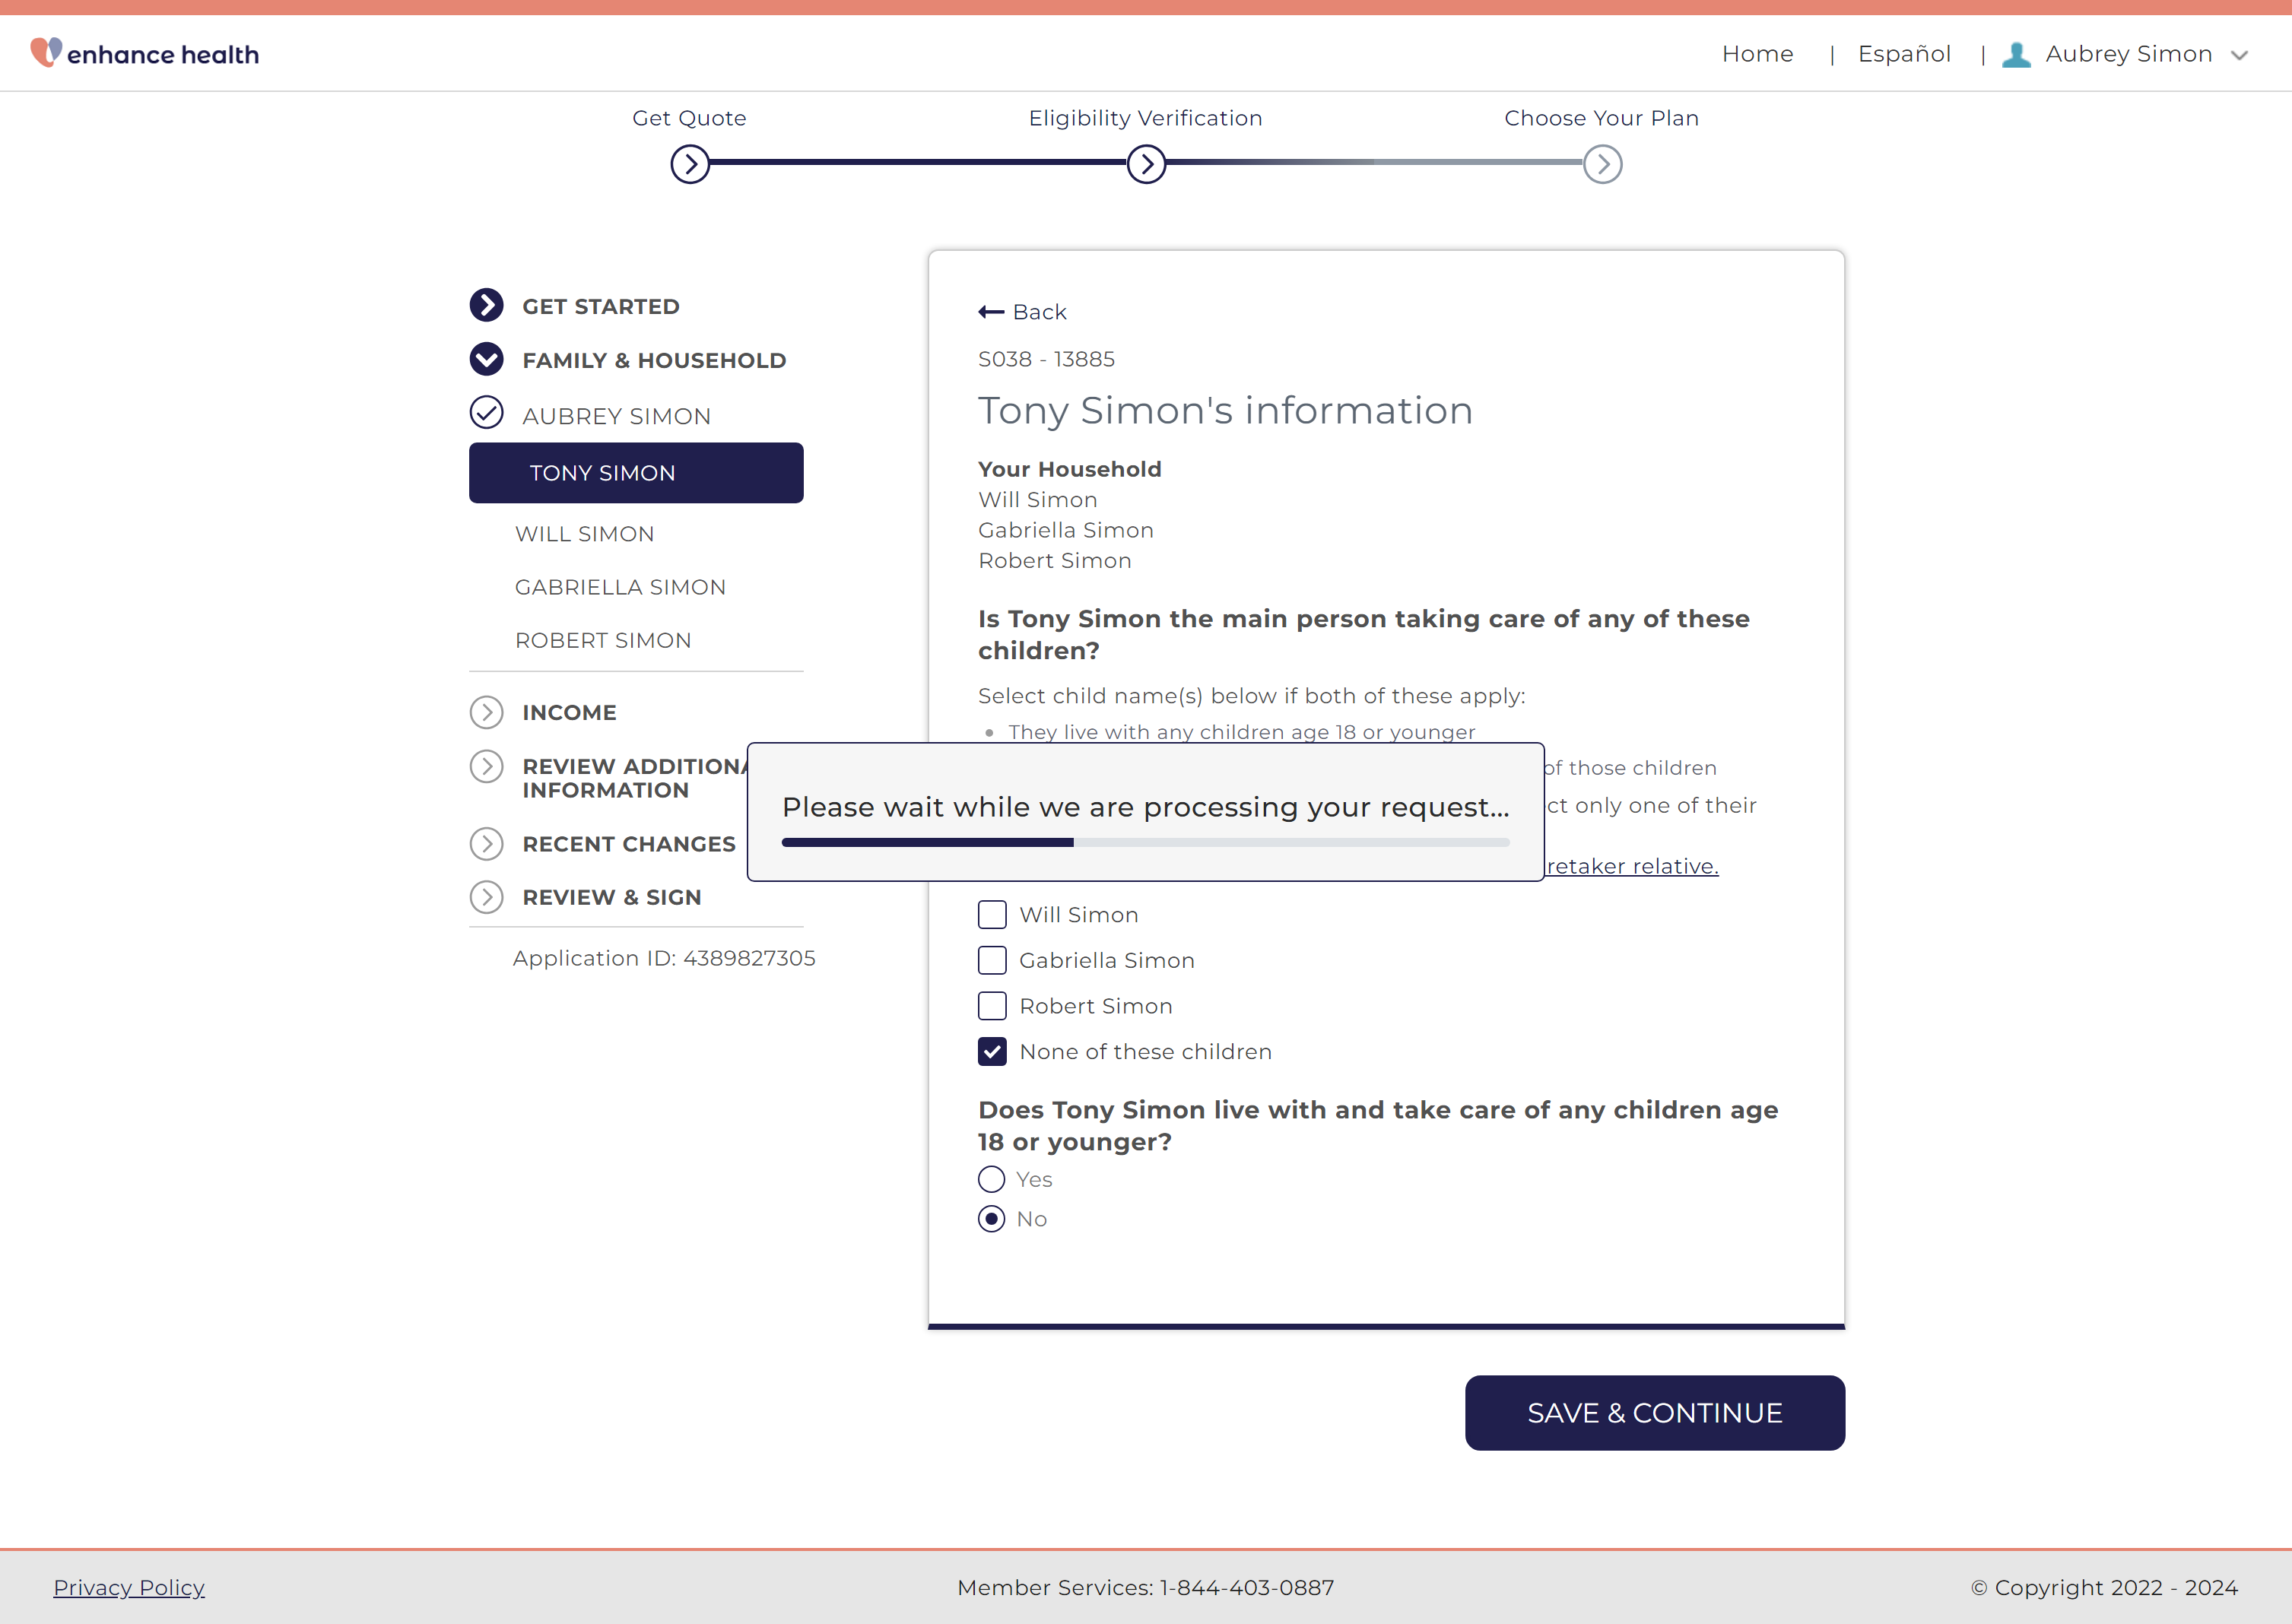 enhance health
Home | Español | Aubrey Simon
Get Quote
Eligibility Verification
Choose Your Plan
GET STARTED
FAMILY & HOUSEHOLD
AUBREY SIMON
TONY SIMON
WILL SIMON
GABRIELLA SIMON
ROBERT SIMON
INCOME
REVIEW
INFORMATION
RECENT CHANGES
REVIEW & SIGN
Application ID: 4389827305
Back
S038 - 13885
Tony Simon's information
Your Household
Will Simon
Gabriella Simon
Robert Simon
Is Tony Simon the main person taking care of any of these
children?
Select child name(s) below if both of these apply:
They live with any children age 18 or younger
of those children
only one of their
relative.
Please wait while we are processing your request...
Will Simon
Gabriella Simon
Robert Simon
None of these children
Does Tony Simon live with and take care of any children age
18 or younger?
Yes
No
SAVE & CONTINUE
Privacy Policy
Member Services: 1-844-403-0887
© Copyright 2022 - 2024